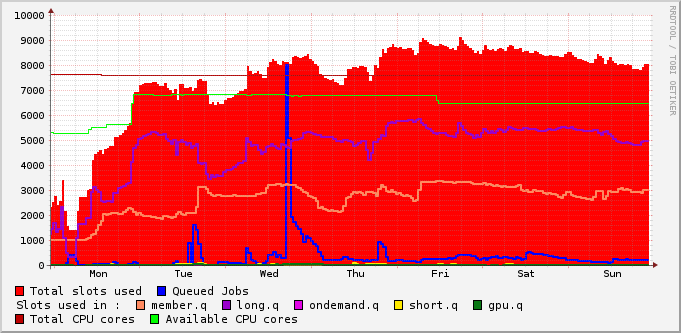 10000
9000
8000
7000
6000
5000
4000
3000
2000
1000
0
Mon Tue Wed Thu Fri Sat Sun
RRDTOOL / TOBI OETIKER
Total slots used Queued Jobs
Slots used in : member.q long.q ondemand.q short.q gpu.q
Total CPU cores Available CPU cores